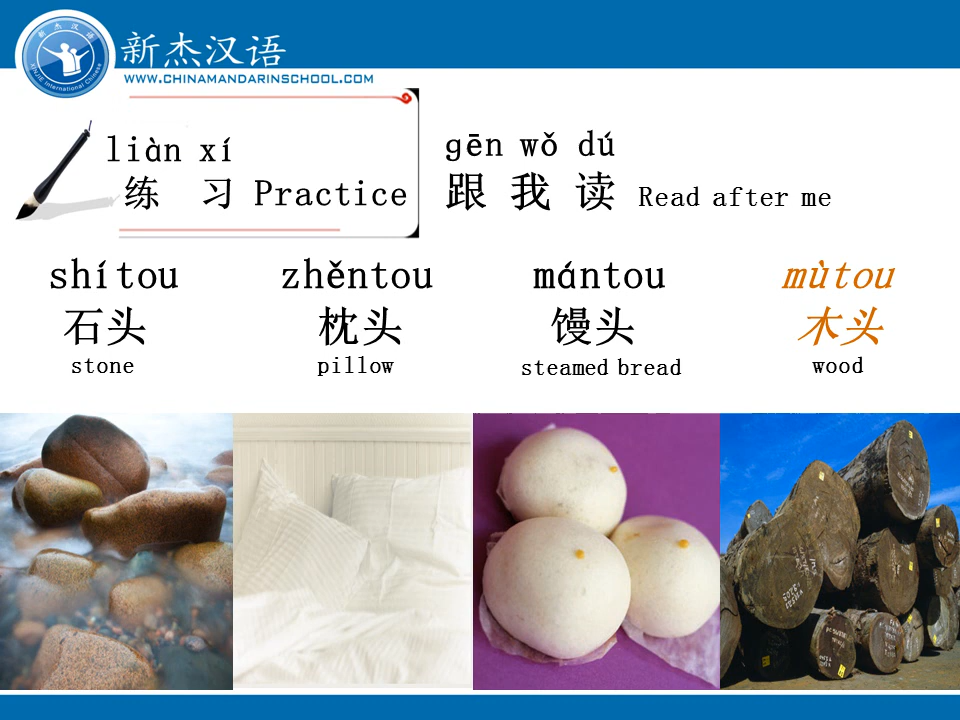 新杰汉语
WWW.CHINAMANDARINSCHOOL.COM
liàn xí
练 习 Practice
gēn wǒ dú
跟 我 读 Read after me
shítou zhěntou mántou mùtou
石头 枕头 馒头 木头
stone pillow steamed bread wood